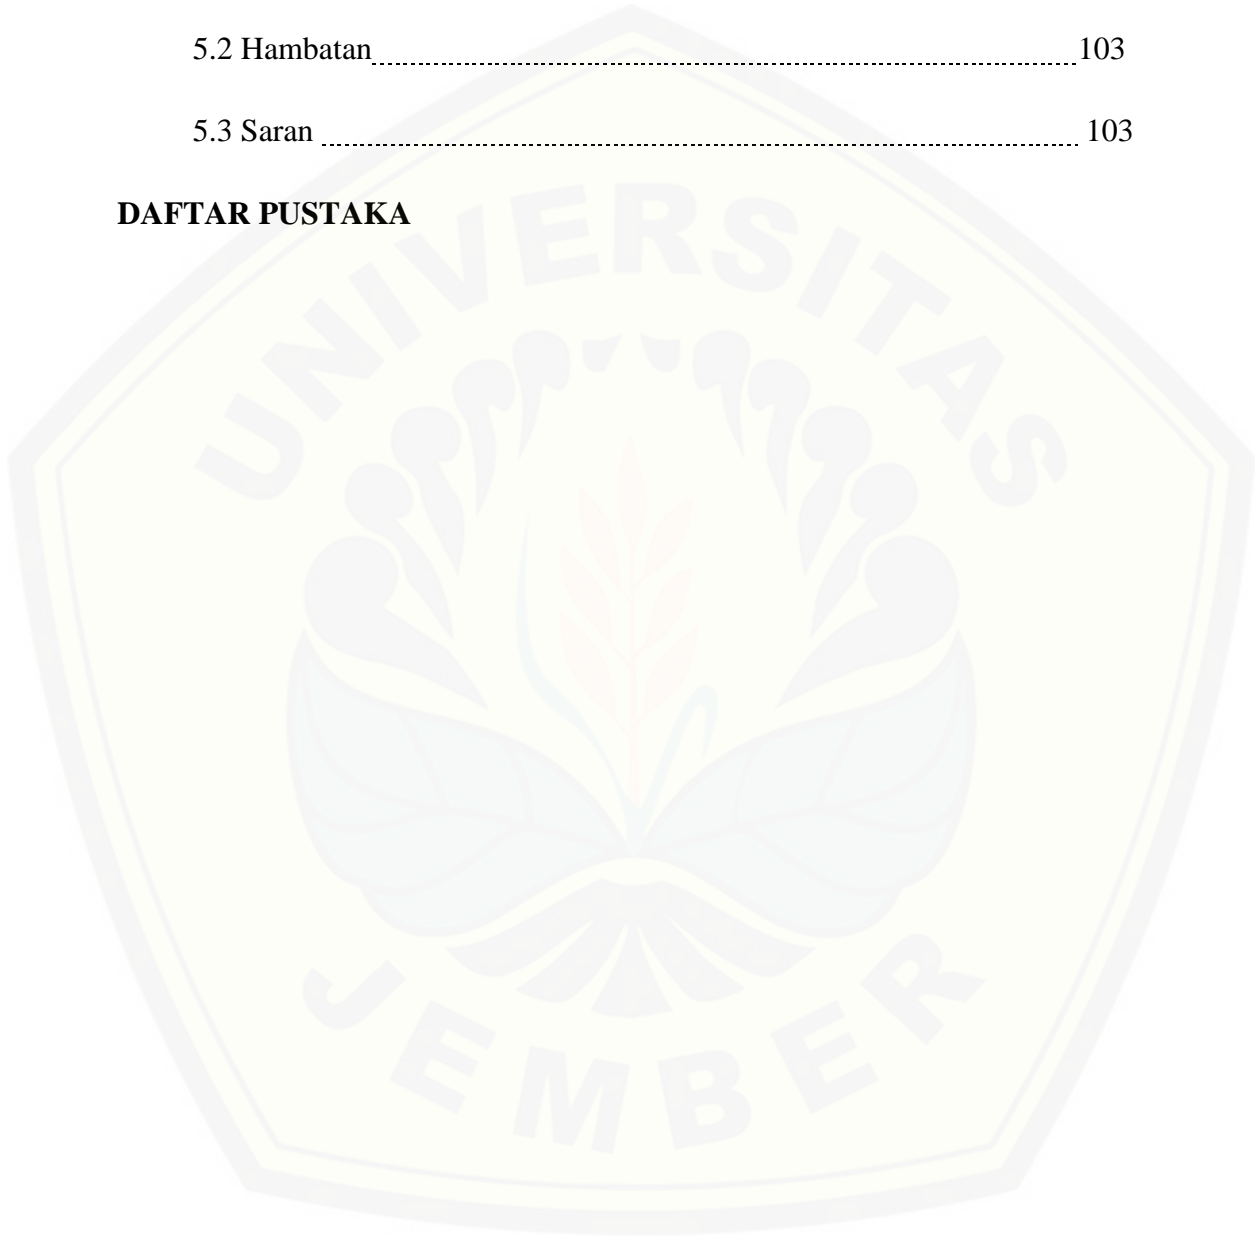 5.2 Hambatan 103
5.3 Saran 103
DAFTAR PUSTAKA
UNIVERSITAS
JEMBER